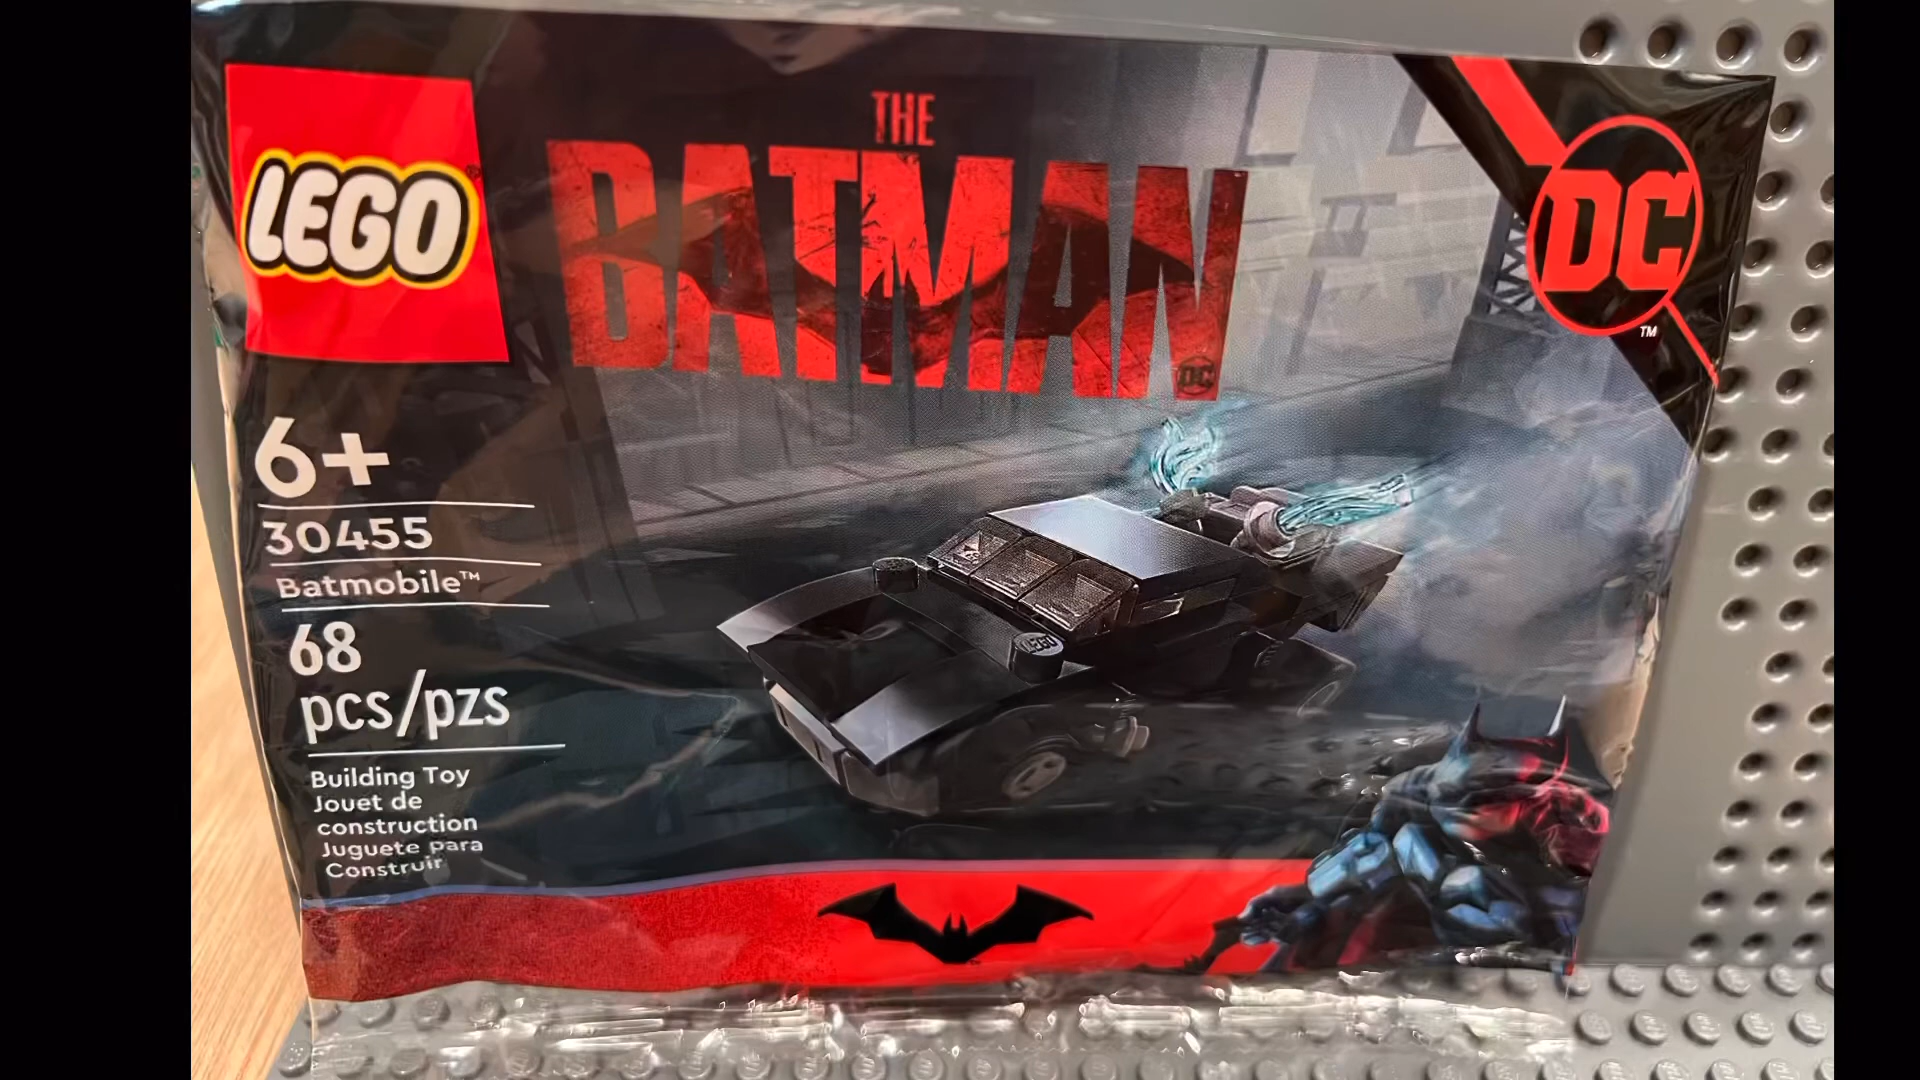 LEGO®
THE
BATMAN
DC
DC
™
6+
30455
Batmobile™
68
pcs/pzs
Building Toy
Jouet de
construction
Juguete para
Construir
LEGO